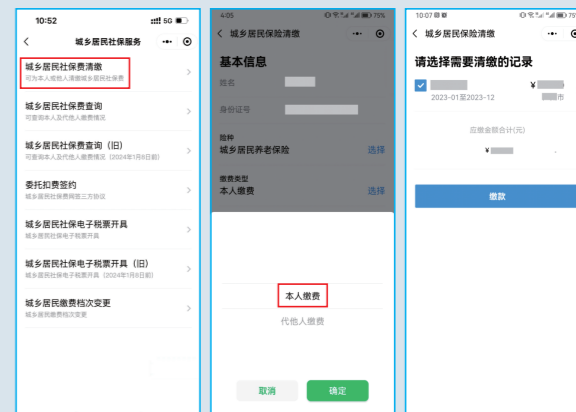 10:52
5G
城乡居民社保服务
城乡居民社保费清缴
可为本人或他人清缴城乡居民社保费
城乡居民社保费查询
可查询本人及代他人缴费情况
城乡居民社保费查询（旧）
可查询本人及代他人缴费情况（2024年1月8日前）
委托扣费签约
城乡居民社保费网签三方协议
城乡居民社保电子税票开具
城乡居民社保电子税票开具
城乡居民社保电子税票开具（旧）
城乡居民社保电子税票开具（2024年1月8日前）
城乡居民缴费档次变更
城乡居民缴费档次变更
4:05
75%
城乡居民保险清缴
基本信息
姓名
身份证号
险种
城乡居民养老保险
选择
缴费类型
本人缴费
选择
本人缴费
代他人缴费
取消
确定
10:07
75%
城乡居民保险清缴
请选择需要清缴的记录
¥
2023-01至2023-12
市
应缴金额合计(元)
¥
缴款